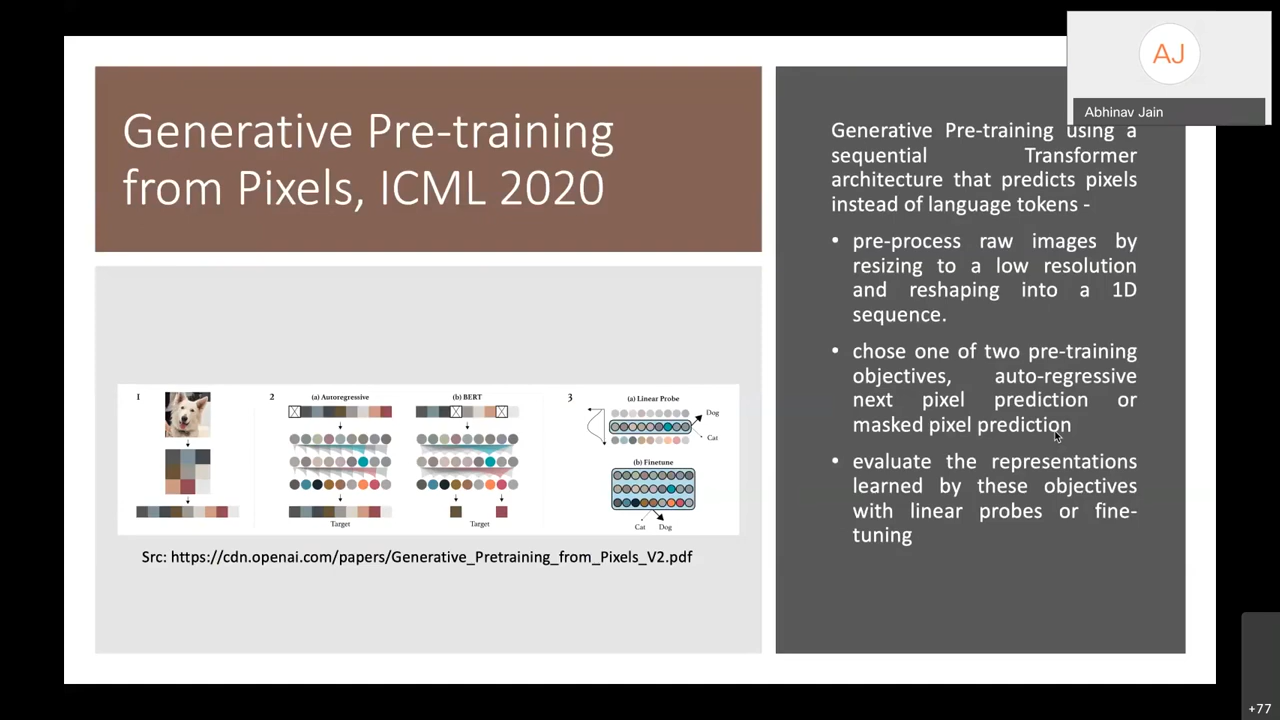 AJ
Abhinav Jain
Generative Pre-training
from Pixels, ICML 2020
1
2
(a) Autoregressive
(b) BERT
Target
Target
3
(a) Linear Probe
Dog
Cat
(b) Finetune
Cat
Dog
Src: https://cdn.openai.com/papers/Generative_Pretraining_from_Pixels_V2.pdf
Generative Pre-training using a
sequential Transformer
architecture that predicts pixels
instead of language tokens -
• pre-process raw images by
resizing to a low resolution
and reshaping into a 1D
sequence.
• chose one of two pre-training
objectives, auto-regressive
next pixel prediction or
masked pixel prediction
• evaluate the representations
learned by these objectives
with linear probes or fine-
tuning
+77